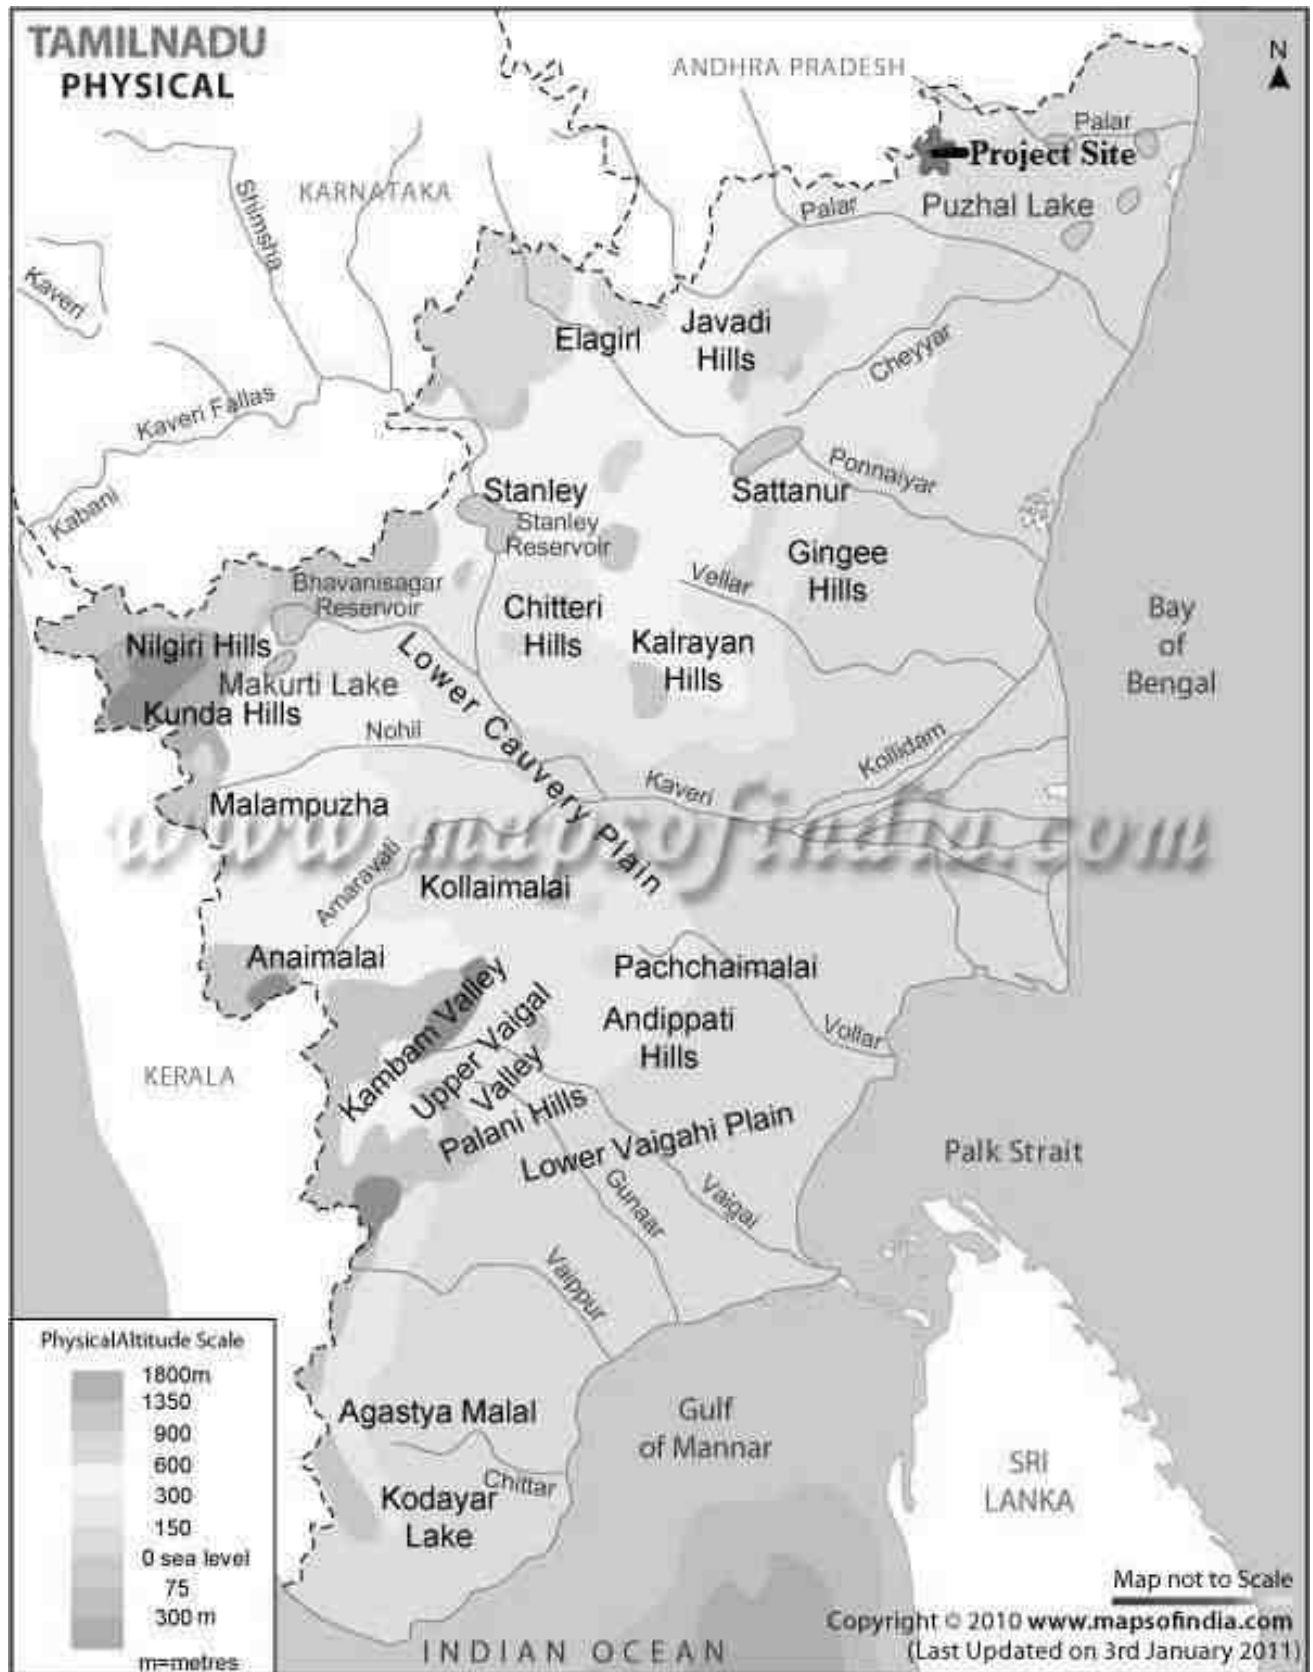 TAMILNADU
PHYSICAL
ANDHRA PRADESH
N
Palar
Project Site
KARNATAKA
Shimsha
Puzhal Lake
Palar
Kaveri
Elagirl
Javadi
Hills
Cheyyar
Kaveri Fallas
Kabani
Ponnaiyar
Stanley
Sattanur
Stanley
Reservoir
Gingee
Hills
Vellar
Bhavanisagar
Reservoir
Chitteri
Hills
Bay
of
Bengal
Nilgiri Hills
Kalrayan
Hills
Makurti Lake
Lower Cauvery Plain
Kunda Hills
Nohil
Kollidam
Kaveri
Malampuzha
www.mapsofindia.com
Amaravati
Kollaimalai
Anaimalai
Pachchaimalai
Kambam Valley
Upper Vaigal
Valley
Andippati
Hills
Vollar
KERALA
Palani Hills
Lower Vaigahi Plain
Palk Strait
Gunaar
Vaigai
Vaippur
PhysicalAltitude Scale
1800m
1350
900
600
300
150
0 sea level
75
300 m
m=metres
Agastya Malal
Gulf
of Mannar
Chittar
Kodayar
Lake
SRI
LANKA
Map not to Scale
Copyright © 2010 www.mapsofindia.com
(Last Updated on 3rd January 2011)
INDIAN OCEAN